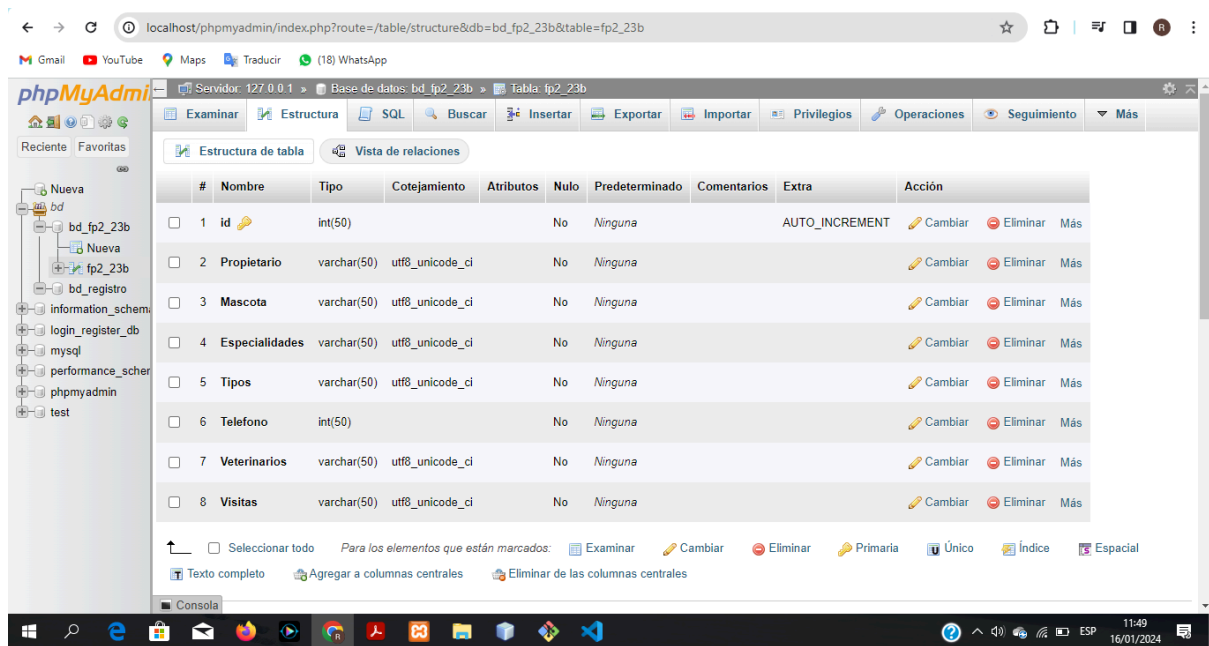 localhost/phpmyadmin/index.php?route=/table/structure&db=bd_fp2_23b&table=fp2_23b
R
Gmail YouTube Maps Traducir (18) WhatsApp
phpMyAdmi
Servidor: 127.0.0.1 » Base de datos: bd_fp2_23b » Tabla: fp2_23b
Examinar Estructura SQL Buscar Insertar Exportar Importar Privilegios Operaciones Seguimiento Más
Reciente Favoritas
Estructura de tabla Vista de relaciones
Nueva
bd
bd_fp2_23b
Nueva
fp2_23b
bd_registro
information_schem
login_register_db
mysql
performance_scher
phpmyadmin
test
# Nombre Tipo Cotejamiento Atributos Nulo Predeterminado Comentarios Extra Acción
1 id int(50) No Ninguna AUTO_INCREMENT Cambiar Eliminar Más
2 Propietario varchar(50) utf8_unicode_ci No Ninguna Cambiar Eliminar Más
3 Mascota varchar(50) utf8_unicode_ci No Ninguna Cambiar Eliminar Más
4 Especialidades varchar(50) utf8_unicode_ci No Ninguna Cambiar Eliminar Más
5 Tipos varchar(50) utf8_unicode_ci No Ninguna Cambiar Eliminar Más
6 Telefono int(50) No Ninguna Cambiar Eliminar Más
7 Veterinarios varchar(50) utf8_unicode_ci No Ninguna Cambiar Eliminar Más
8 Visitas varchar(50) utf8_unicode_ci No Ninguna Cambiar Eliminar Más
Seleccionar todo Para los elementos que están marcados: Examinar Cambiar Eliminar Primaria Único Índice Espacial
Texto completo Agregar a columnas centrales Eliminar de las columnas centrales
Consola
ESP
11:49
16/01/2024